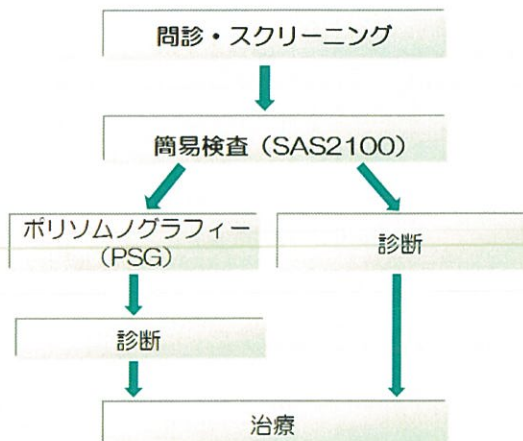 問診・スクリーニング
簡易検査（SAS2100）
ポリソムノグラフィー
(PSG)
診断
診断
治療